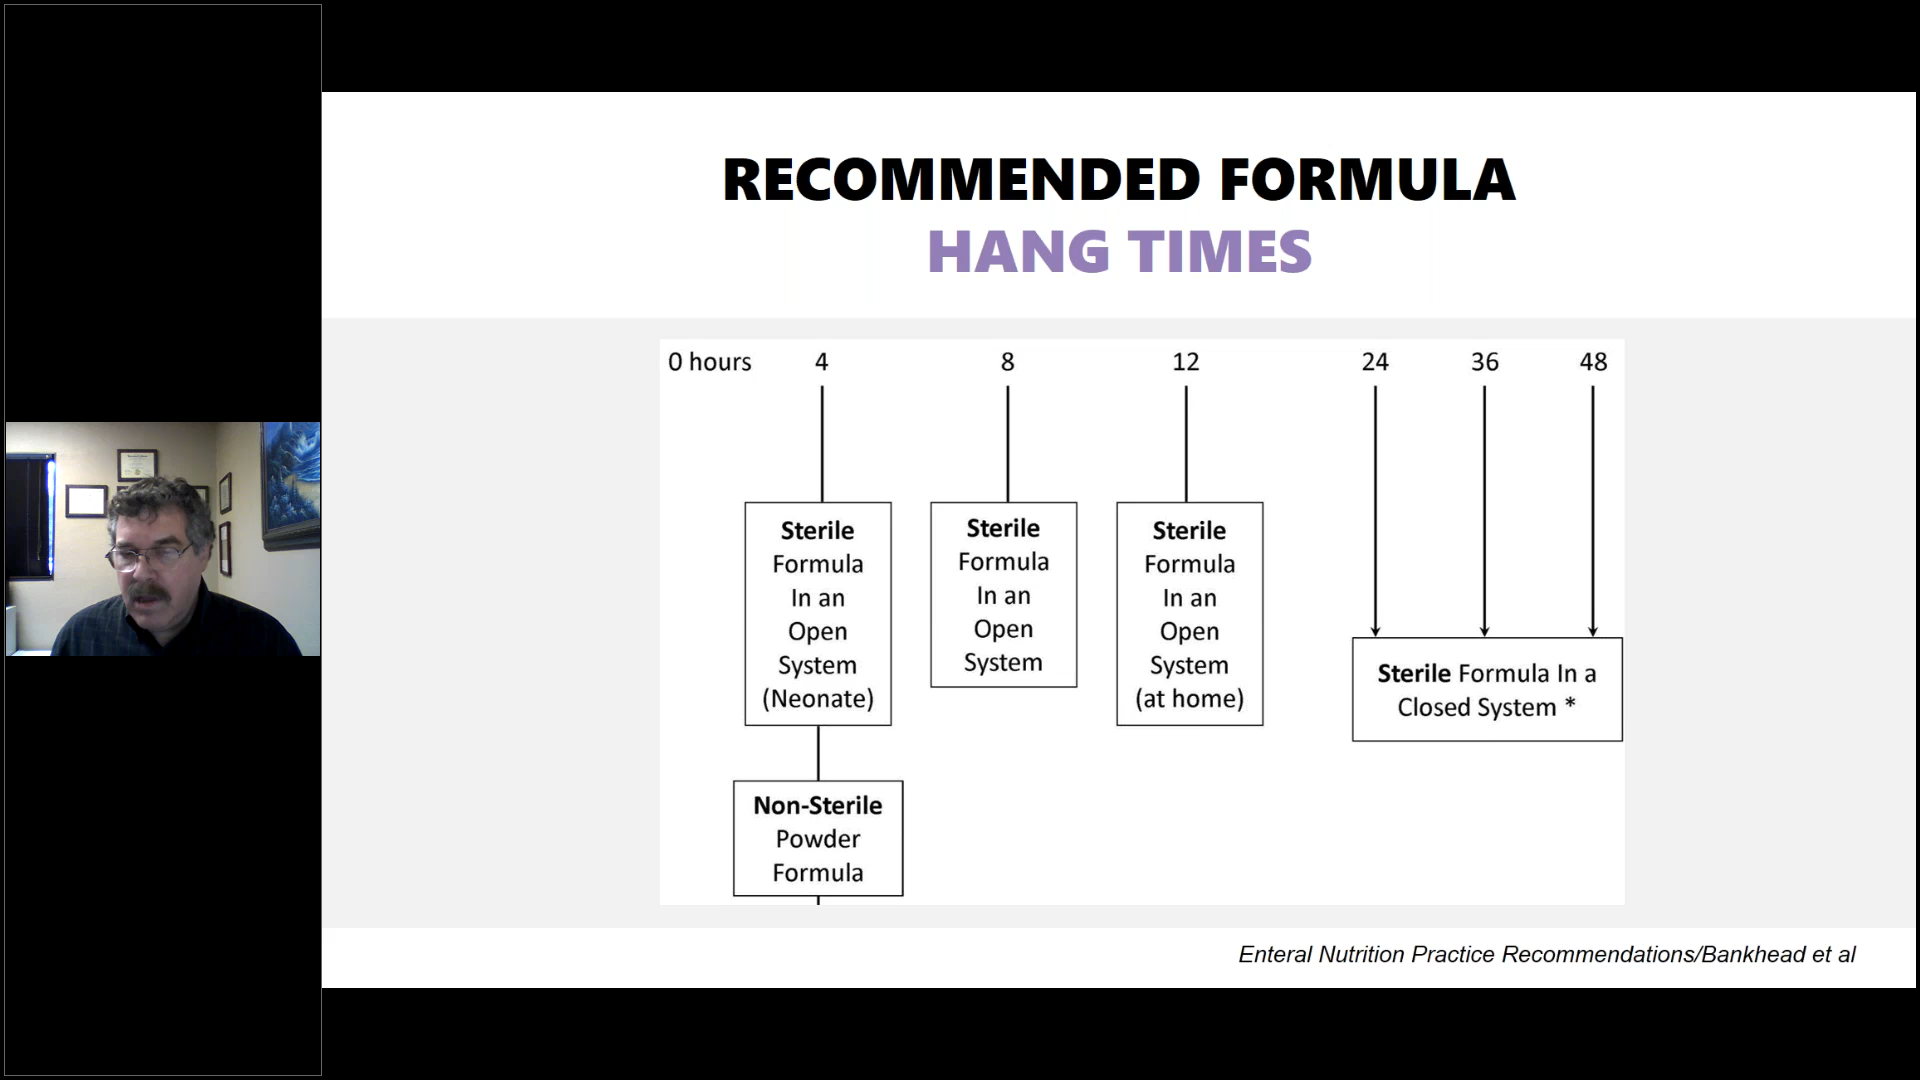 RECOMMENDED FORMULA
HANG TIMES
0 hours 4 8 12 24 36 48
Sterile
Formula
In an
Open
System
(Neonate)
Sterile
Formula
In an
Open
System
Sterile
Formula
In an
Open
System
(at home)
Sterile Formula In a
Closed System *
Non-Sterile
Powder
Formula
Enteral Nutrition Practice Recommendations/Bankhead et al